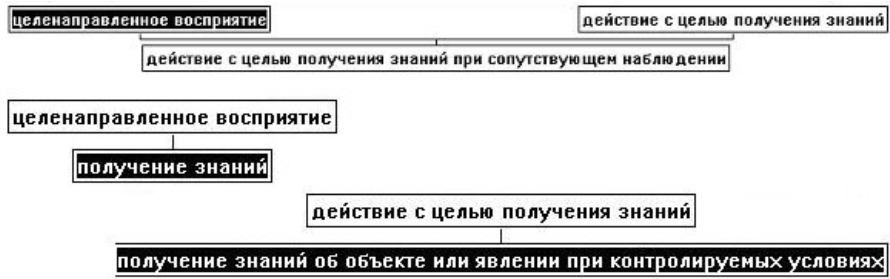 целенаправленное восприятие
действие с целью получения знаний
действие с целью получения знаний при сопутствующем наблюдении
целенаправленное восприятие
получение знаний
действие с целью получения знаний
получение знаний об объекте или явлении при контролируемых условиях